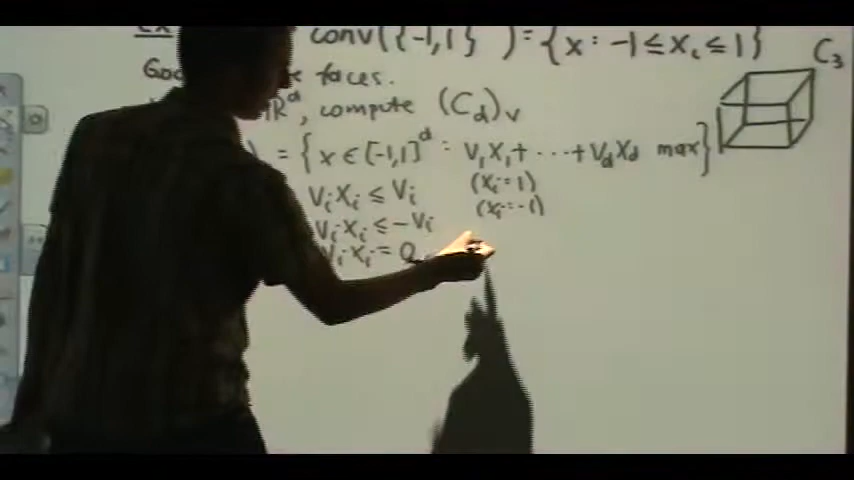 Ex conv({-1,1} ) = {x : -1 ≤ xᵢ ≤ 1}
C₃
faces.
ℝᵈ, compute (C_d)_v
= {x ∈ [-1,1]ᵈ : v₁x₁ + ⋯ + v_d x_d max}
vᵢxᵢ ≤ vᵢ (xᵢ=1)
vᵢxᵢ ≤ -vᵢ (xᵢ=-1)
vᵢxᵢ = 0